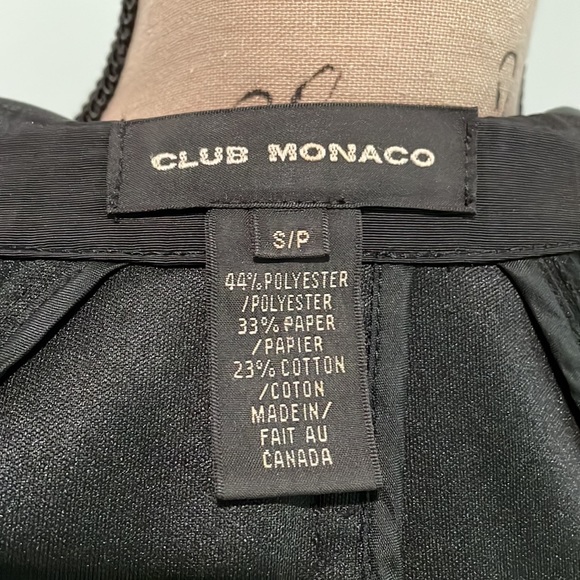 CLUB MONACO
S/P
44% POLYESTER
/POLYESTER
33% PAPER
/PAPIER
23% COTTON
/COTON
MADEIN/
FAIT AU
CANADA